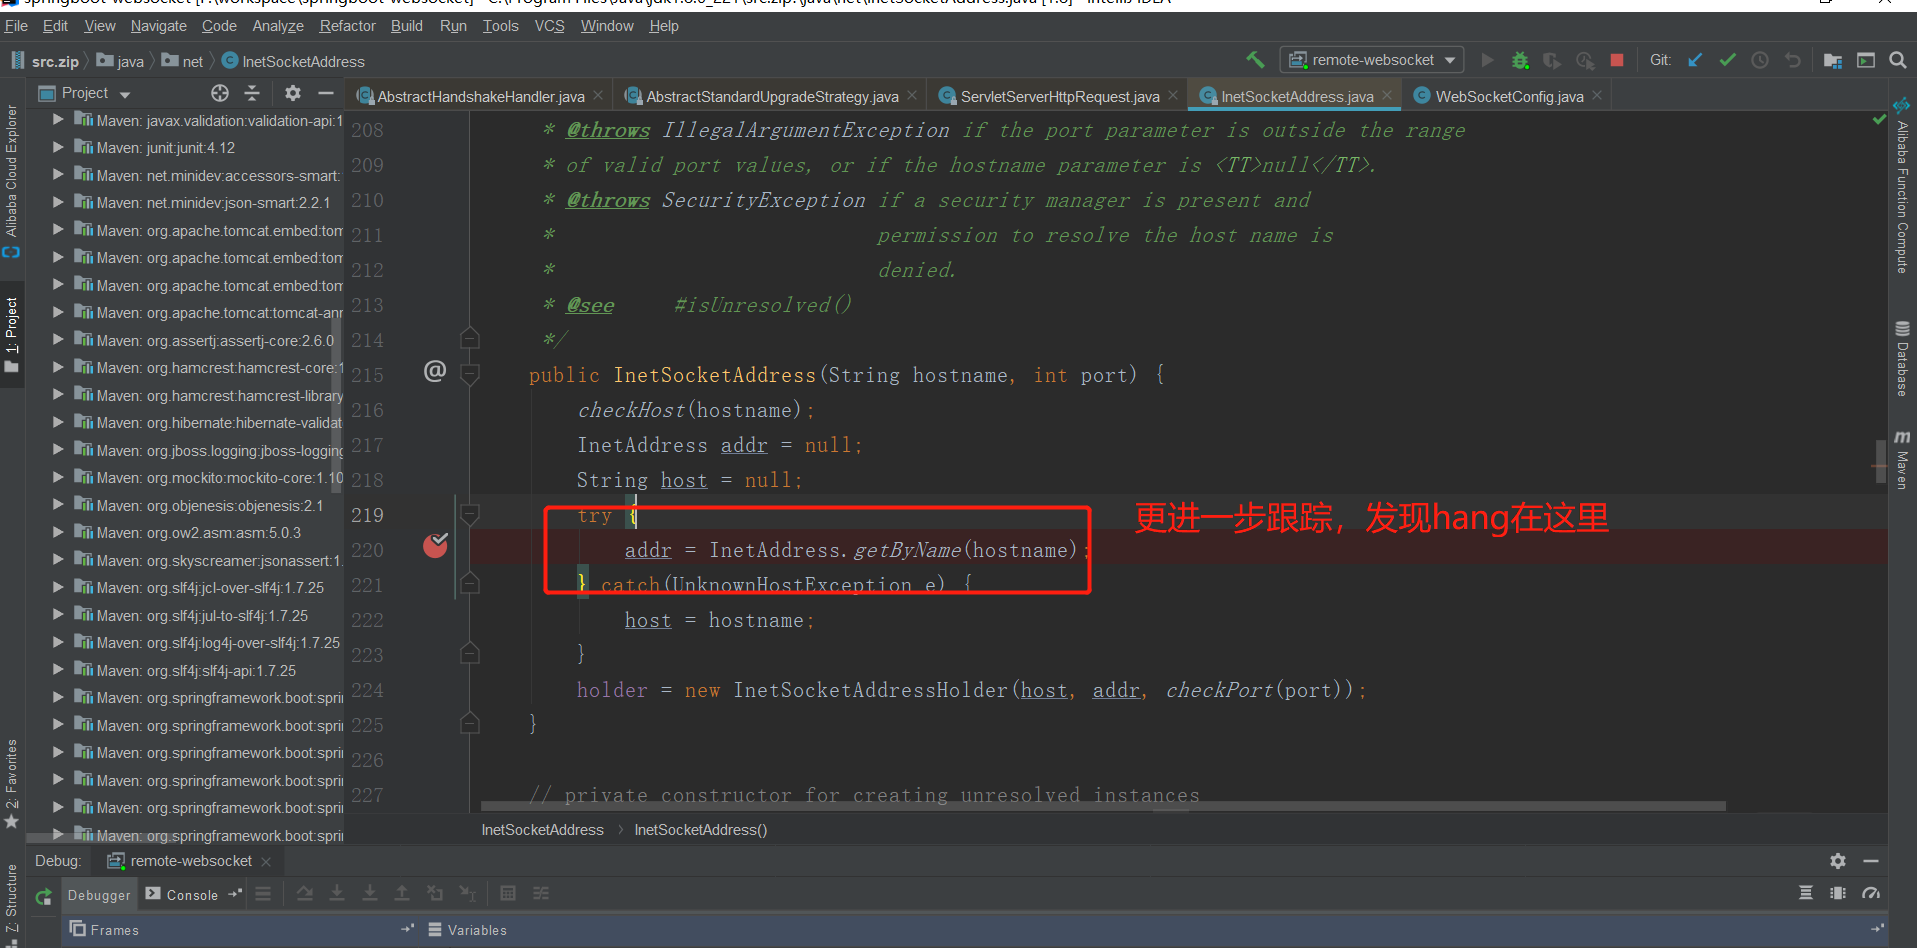 File Edit View Navigate Code Analyze Refactor Build Run Tools VCS Window Help
src.zip java net InetSocketAddress
remote-websocket Git:
Project
AbstractHandshakeHandler.java AbstractStandardUpgradeStrategy.java ServletServerHttpRequest.java InetSocketAddress.java WebSocketConfig.java
Alibaba Cloud Explorer
1: Project
2: Favorites
7: Structure
Maven: javax.validation:validation-api:1
Maven: junit:junit:4.12
Maven: net.minidev:accessors-smart:
Maven: net.minidev:json-smart:2.2.1
Maven: org.apache.tomcat.embed:tom
Maven: org.apache.tomcat.embed:tom
Maven: org.apache.tomcat.embed:tom
Maven: org.apache.tomcat:tomcat-ann
Maven: org.assertj:assertj-core:2.6.0
Maven: org.hamcrest:hamcrest-core:1
Maven: org.hamcrest:hamcrest-library
Maven: org.hibernate:hibernate-validat
Maven: org.jboss.logging:jboss-logging
Maven: org.mockito:mockito-core:1.10
Maven: org.objenesis:objenesis:2.1
Maven: org.ow2.asm:asm:5.0.3
Maven: org.skyscreamer:jsonassert:1.
Maven: org.slf4j:jcl-over-slf4j:1.7.25
Maven: org.slf4j:jul-to-slf4j:1.7.25
Maven: org.slf4j:log4j-over-slf4j:1.7.25
Maven: org.slf4j:slf4j-api:1.7.25
Maven: org.springframework.boot:spri
Maven: org.springframework.boot:spri
Maven: org.springframework.boot:spri
Maven: org.springframework.boot:spri
Maven: org.springframework.boot:spri
Maven: org.springframework.boot:spri
208 * @throws IllegalArgumentException if the port parameter is outside the range
209 * of valid port values, or if the hostname parameter is <TT>null</TT>.
210 * @throws SecurityException if a security manager is present and
211 * permission to resolve the host name is
212 * denied.
213 * @see #isUnresolved()
214 */
215 @ public InetSocketAddress(String hostname, int port) {
216 checkHost(hostname);
217 InetAddress addr = null;
218 String host = null;
219 try {
更进一步跟踪，发现hang在这里
220 addr = InetAddress.getByName(hostname);
221 } catch(UnknownHostException e) {
222 host = hostname;
223 }
224 holder = new InetSocketAddressHolder(host, addr, checkPort(port));
225 }
226
227 // private constructor for creating unresolved instances
InetSocketAddress InetSocketAddress()
Alibaba Function Compute
Database
Maven
Debug: remote-websocket
Debugger Console
Frames Variables